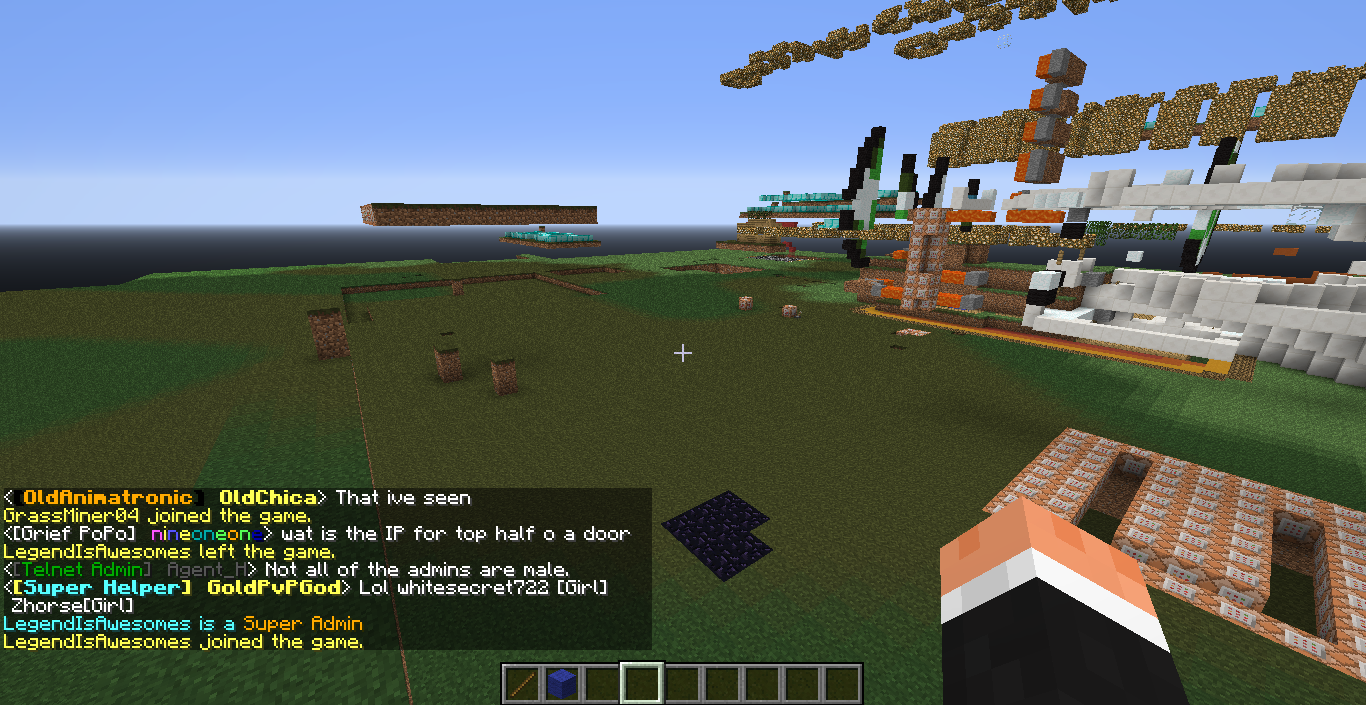 <[OldAnimatronic] OldChica> That ive seen
GrassMiner04 joined the game.
<[Grief PoPo] nineoneone> wat is the IP for top half o a door
LegendIsAwesomes left the game.
<[Telnet Admin] Agent_H> Not all of the admins are male.
<[Super Helper] GoldPvPGod> Lol whitesecret722 [Girl]
Zhorse[Girl]
LegendIsAwesomes is a Super Admin
LegendIsAwesomes joined the game.